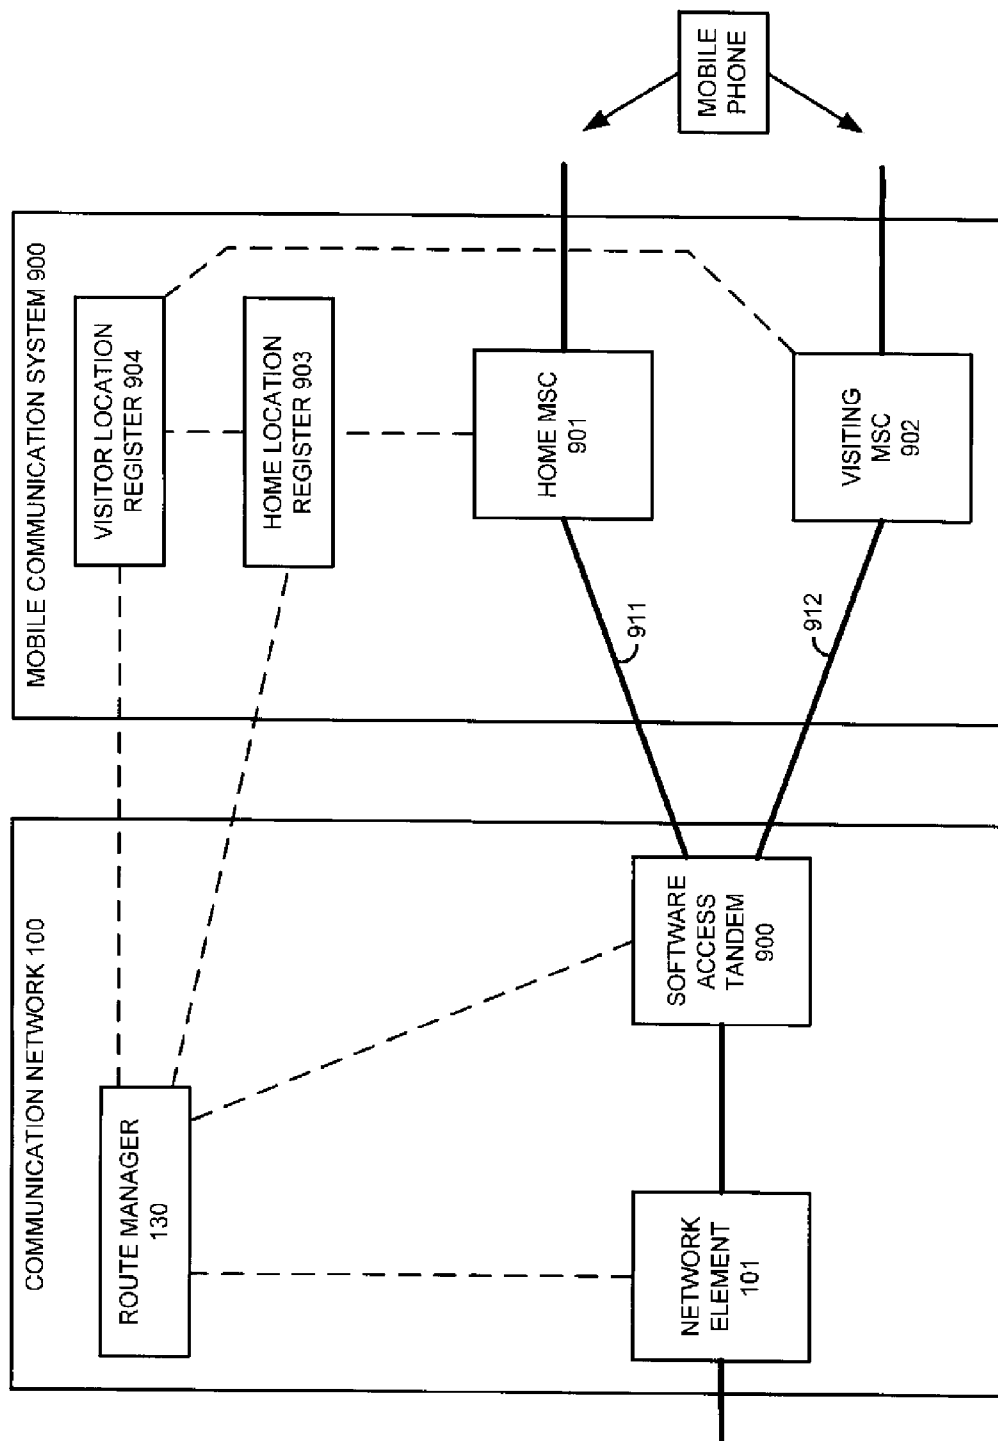 COMMUNICATION NETWORK 100
ROUTE MANAGER
130
NETWORK
ELEMENT
101
SOFTWARE
ACCESS
TANDEM
900
MOBILE COMMUNICATION SYSTEM 900
VISITOR LOCATION
REGISTER 904
HOME LOCATION
REGISTER 903
HOME MSC
901
VISITING
MSC
902
911
912
MOBILE
PHONE